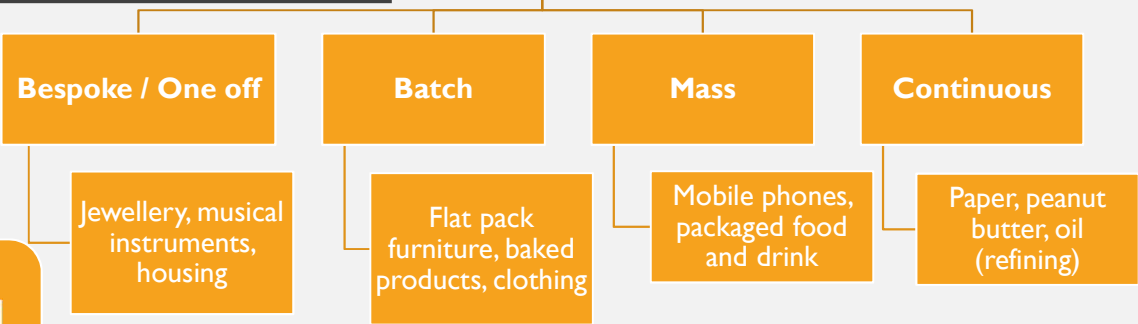 Bespoke / One off
Jewellery, musical
instruments,
housing
Batch
Flat pack
furniture, baked
products, clothing
Mass
Mobile phones,
packaged food
and drink
Continuous
Paper, peanut
butter, oil
(refining)